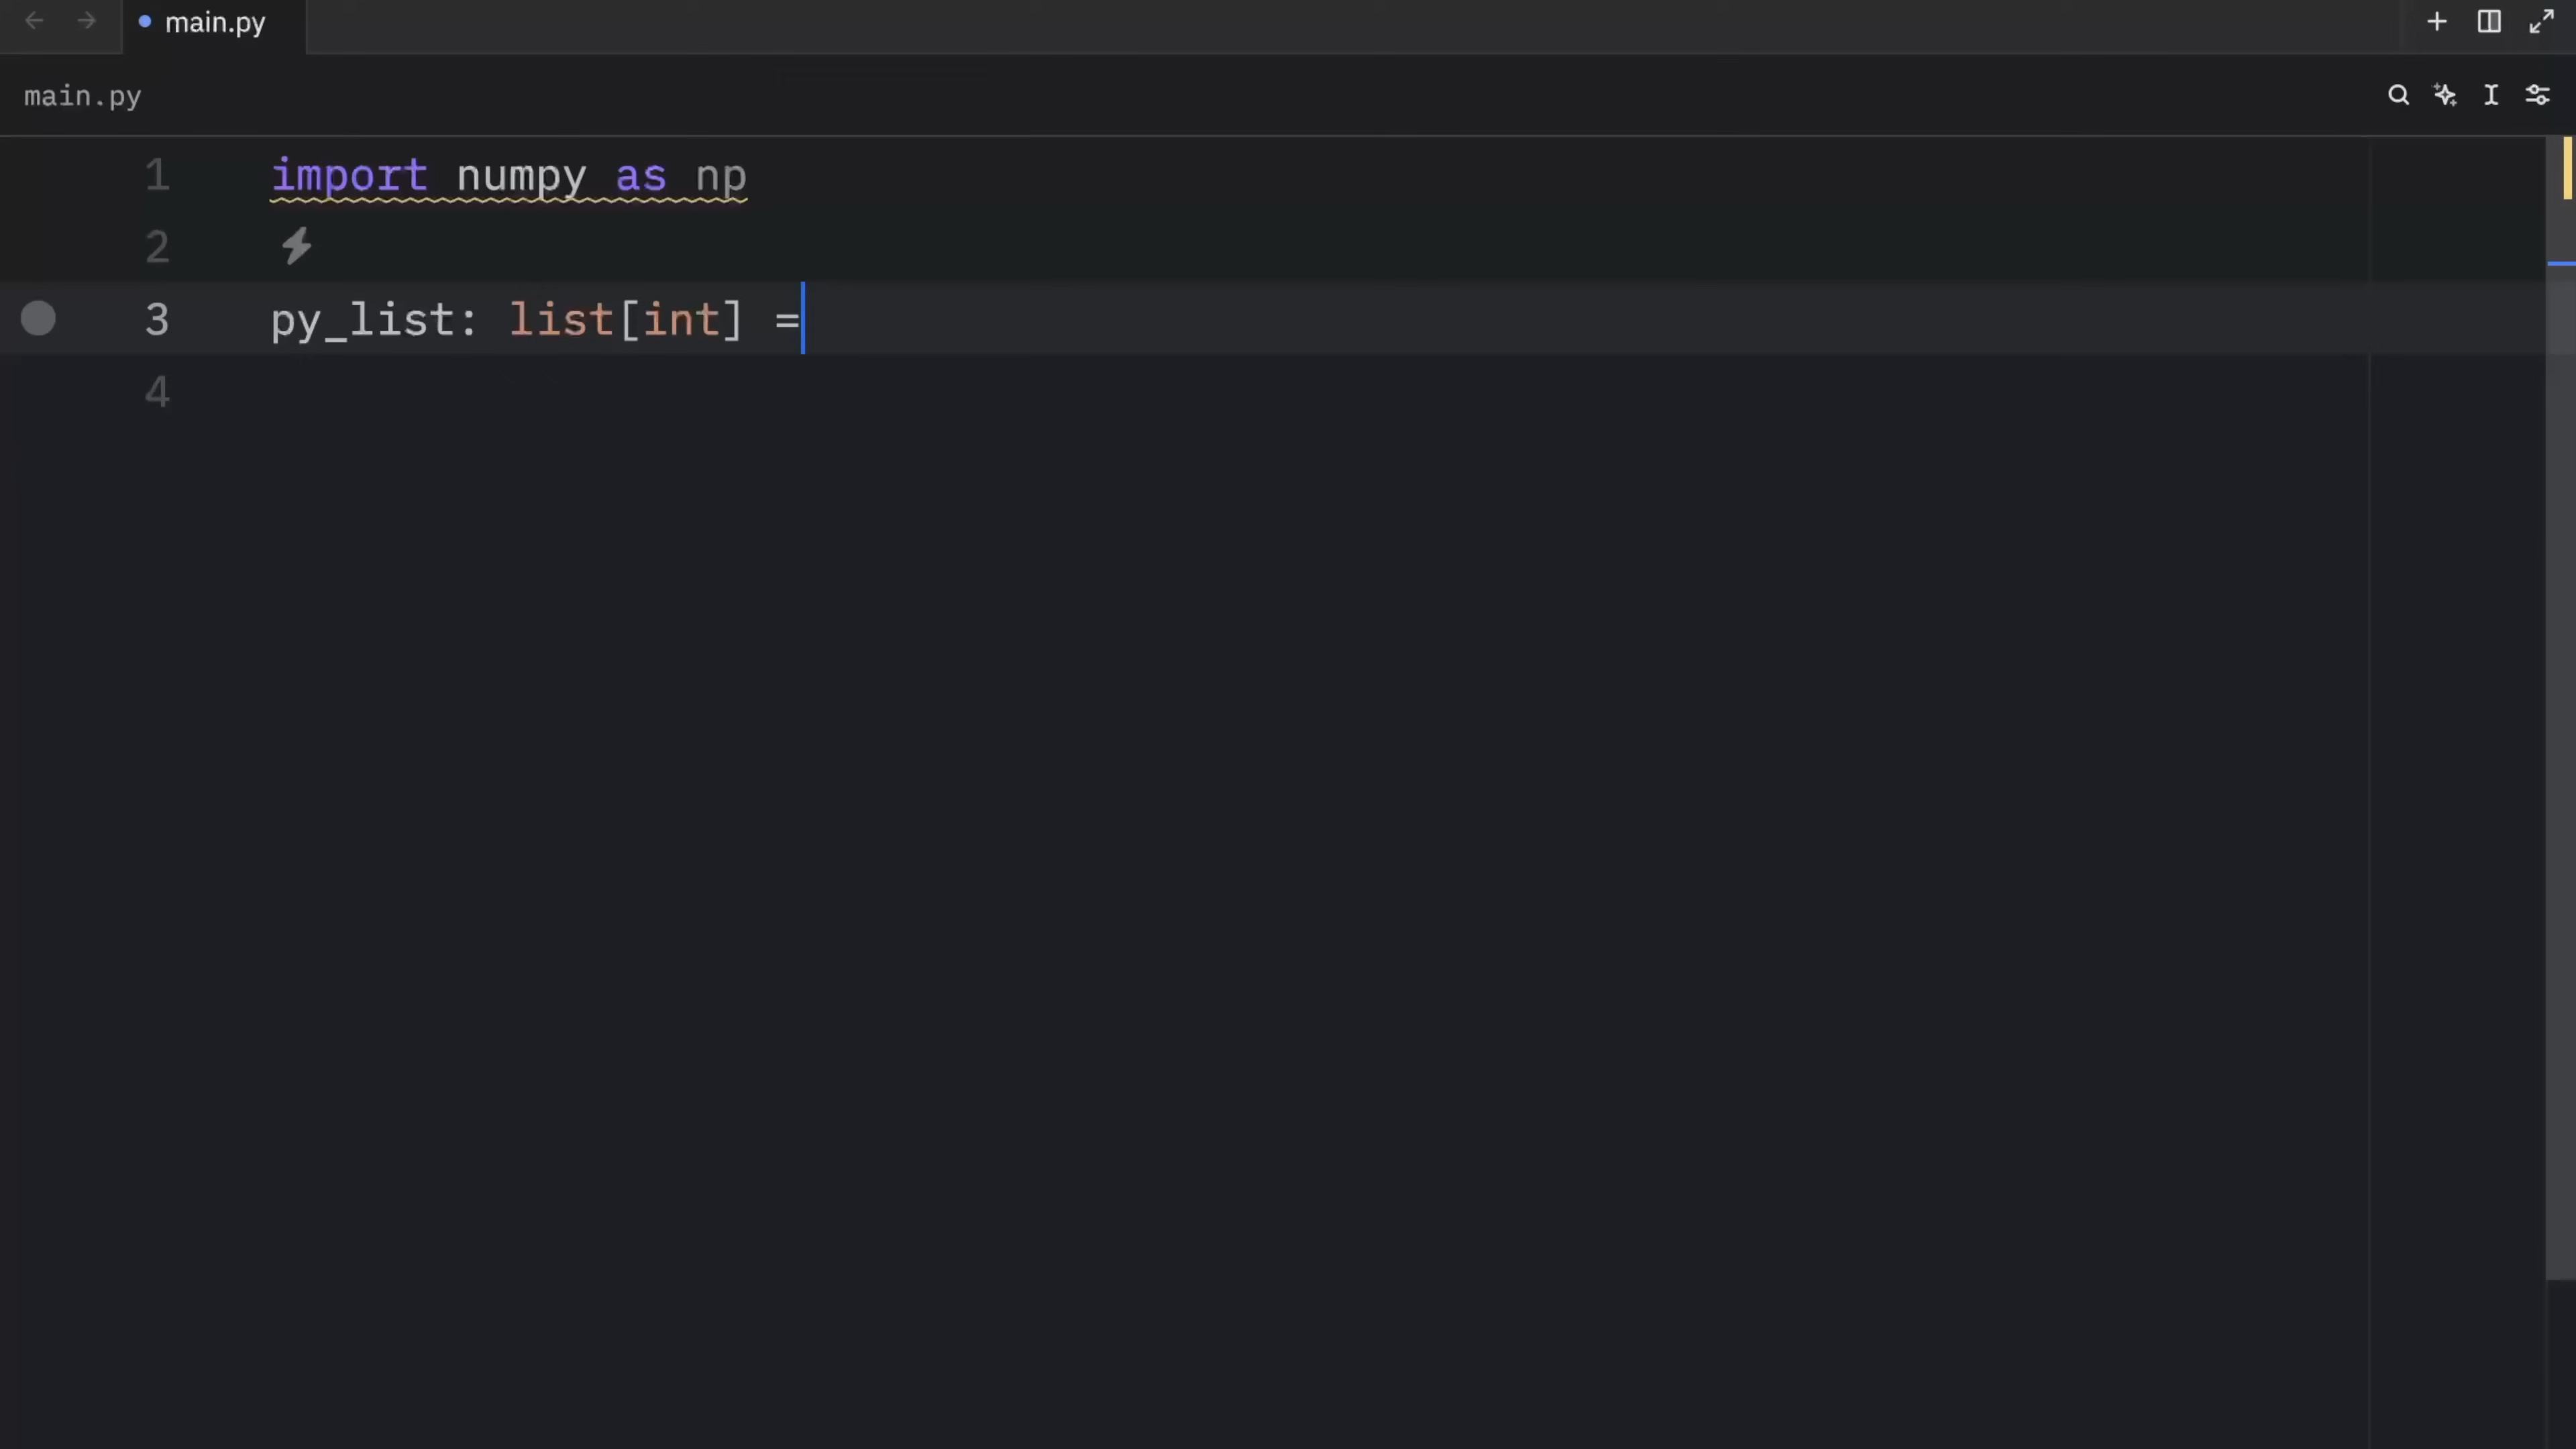 main.py
main.py
1 import numpy as np
2
3 py_list: list[int] =
4